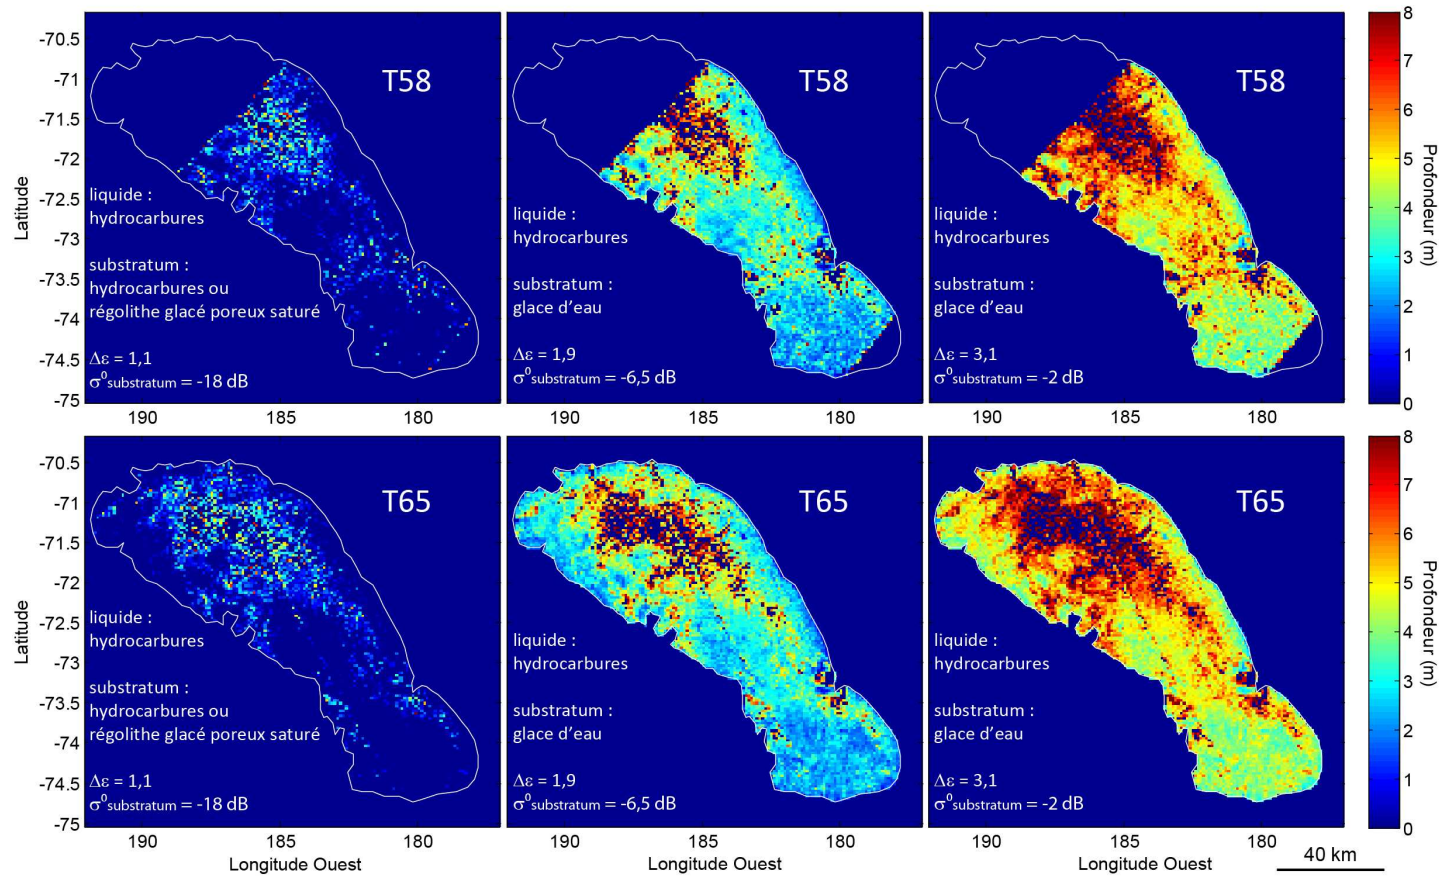 T58
liquide :
hydrocarbures
substratum :
hydrocarbures ou
régolithe glacé poreux saturé
Δε = 1,1
σ⁰substratum = -18 dB
Latitude
-70.5
-71
-71.5
-72
-72.5
-73
-73.5
-74
-74.5
-75
190
185
180
T58
liquide :
hydrocarbures
substratum :
glace d'eau
Δε = 1,9
σ⁰substratum = -6,5 dB
190
185
180
T58
liquide :
hydrocarbures
substratum :
glace d'eau
Δε = 3,1
σ⁰substratum = -2 dB
190
185
180
8
7
6
5
4
3
2
1
0
Profondeur (m)
T65
liquide :
hydrocarbures
substratum :
hydrocarbures ou
régolithe glacé poreux saturé
Δε = 1,1
σ⁰substratum = -18 dB
Latitude
-70.5
-71
-71.5
-72
-72.5
-73
-73.5
-74
-74.5
-75
190
185
180
Longitude Ouest
T65
liquide :
hydrocarbures
substratum :
glace d'eau
Δε = 1,9
σ⁰substratum = -6,5 dB
190
185
180
T65
liquide :
hydrocarbures
substratum :
glace d'eau
Δε = 3,1
σ⁰substratum = -2 dB
190
185
180
Longitude Ouest
8
7
6
5
4
3
2
1
0
Profondeur (m)
40 km